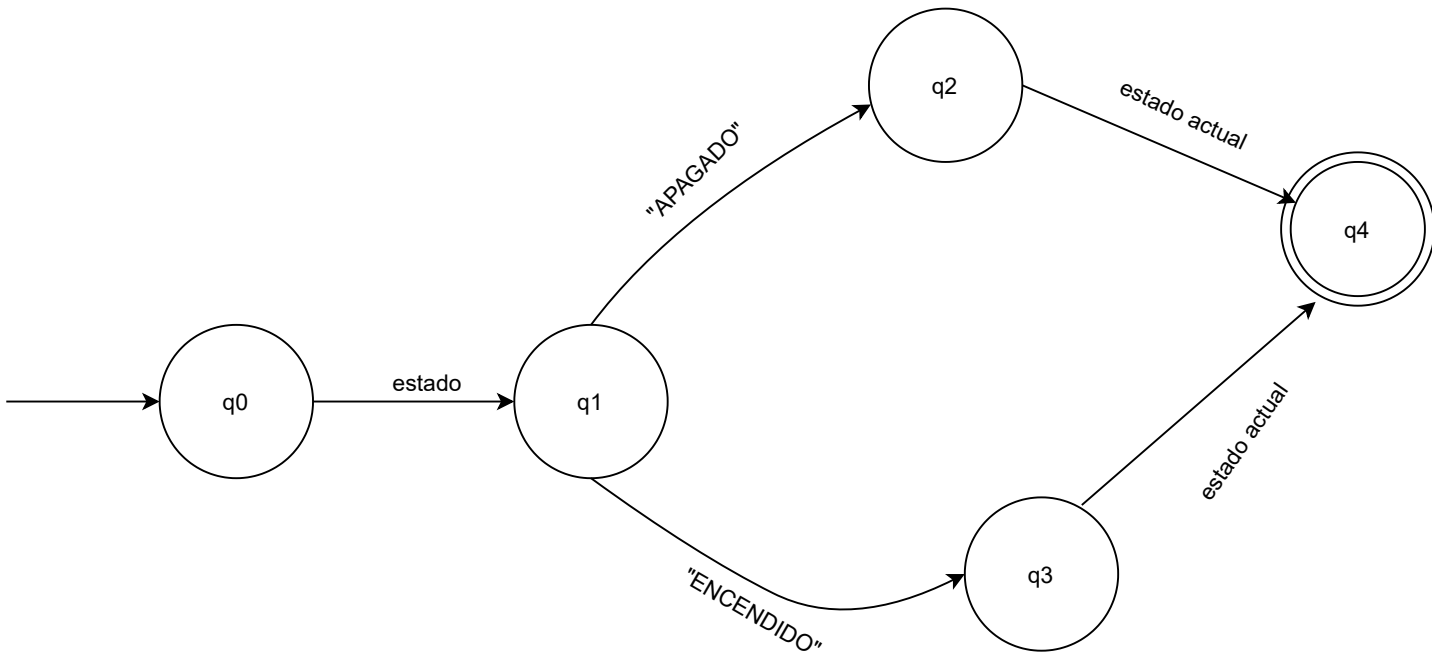 q2
estado actual
"APAGADO"
q4
q0
estado
q1
estado actual
q3
"ENCENDIDO"